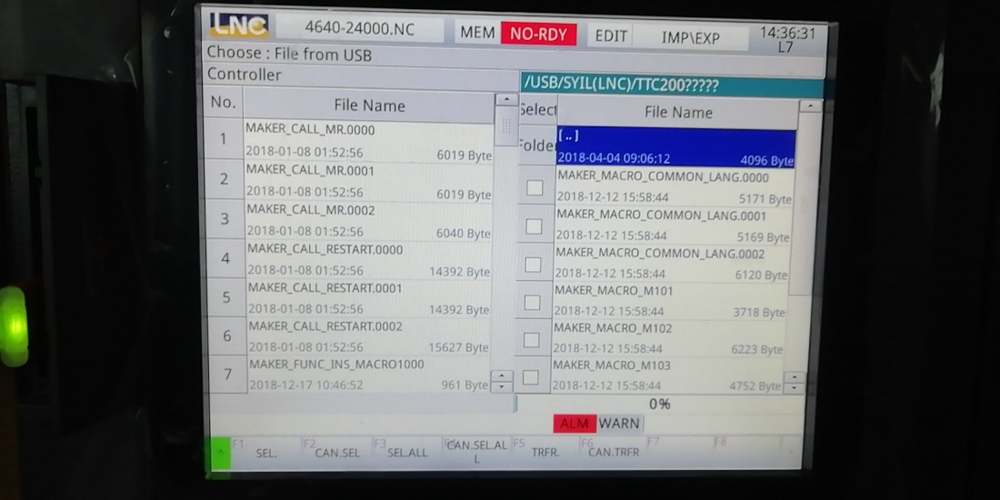 LNC 4640-24000.NC MEM NO-RDY EDIT IMP\EXP 14:36:31
L7
Choose : File from USB
Controller /USB/SYIL(LNC)/TTC200?????
No. File Name
1 MAKER_CALL_MR.0000
2018-01-08 01:52:56 6019 Byte
2 MAKER_CALL_MR.0001
2018-01-08 01:52:56 6019 Byte
3 MAKER_CALL_MR.0002
2018-01-08 01:52:56 6040 Byte
4 MAKER_CALL_RESTART.0000
2018-01-08 01:52:56 14392 Byte
5 MAKER_CALL_RESTART.0001
2018-01-08 01:52:56 14392 Byte
6 MAKER_CALL_RESTART.0002
2018-01-08 01:52:56 15627 Byte
7 MAKER_FUNC_INS_MACRO1000
2018-12-17 10:46:52 961 Byte
Select File Name
Folder [ .. ]
2018-04-04 09:06:12 4096 Byte
MAKER_MACRO_COMMON_LANG.0000
2018-12-12 15:58:44 5171 Byte
MAKER_MACRO_COMMON_LANG.0001
2018-12-12 15:58:44 5169 Byte
MAKER_MACRO_COMMON_LANG.0002
2018-12-12 15:58:44 6120 Byte
MAKER_MACRO_M101
2018-12-12 15:58:44 3718 Byte
MAKER_MACRO_M102
2018-12-12 15:58:44 6223 Byte
MAKER_MACRO_M103
2018-12-12 15:58:44 4752 Byte
0%
ALM WARN
F1 SEL. F2 CAN.SEL F3 SEL.ALL F4 CAN.SEL.ALL F5 TRFR. F6 CAN.TRFR F7 F8